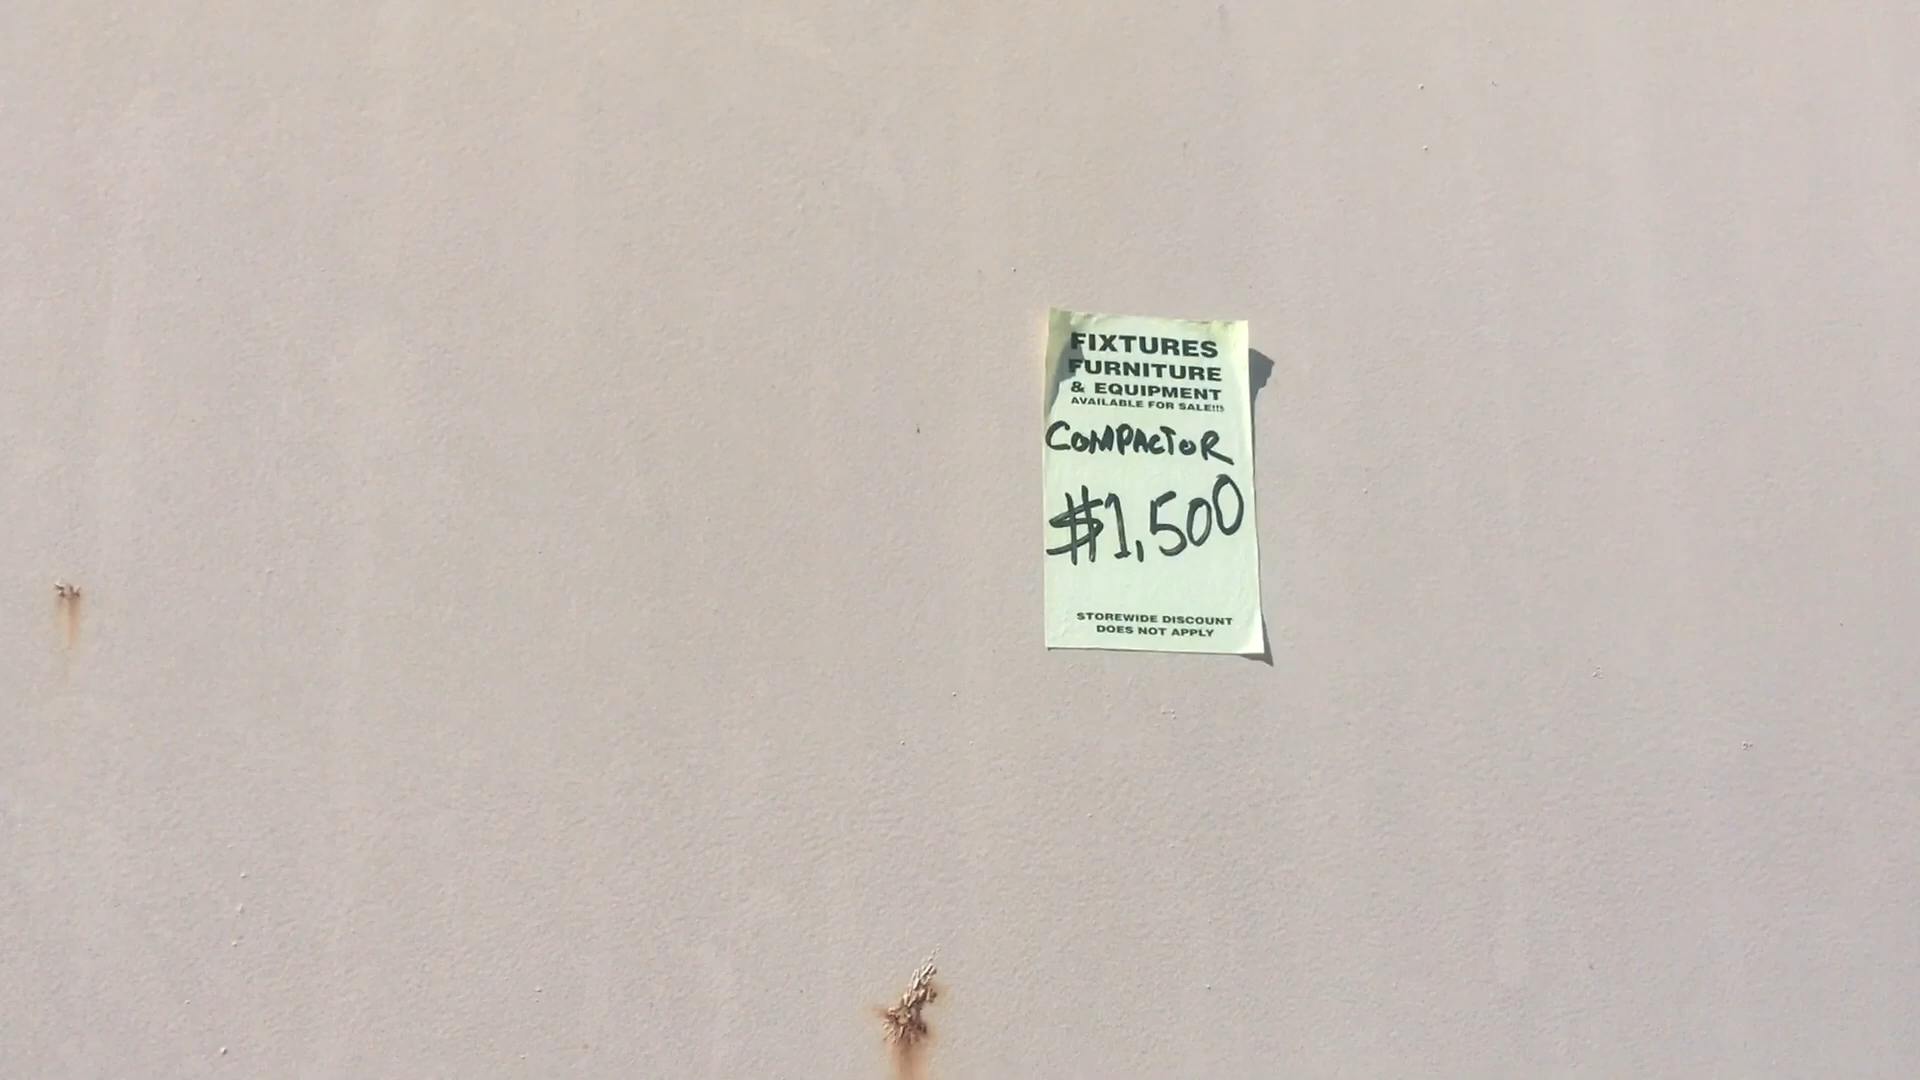 FIXTURES
FURNITURE
& EQUIPMENT
AVAILABLE FOR SALE!!!
COMPACTOR
$1,500
STOREWIDE DISCOUNT
DOES NOT APPLY